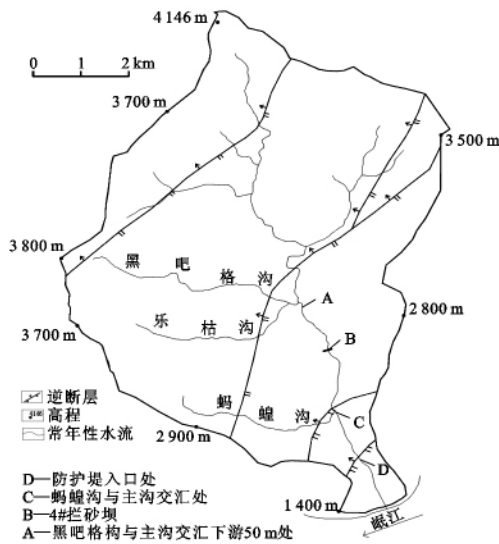 4 146 m
0 1 2 km
3 700 m
3 500 m
3 800 m
黑吧格沟
A
乐枯沟
B
2 800 m
3 700 m
蚂蝗沟
C
逆断层
高程
常年性水流
2 900 m
D
D—防护堤入口处
C—蚂蝗沟与主沟交汇处
1 400 m
B—4#拦砂坝
岷江
A—黑吧格构与主沟交汇下游50 m处